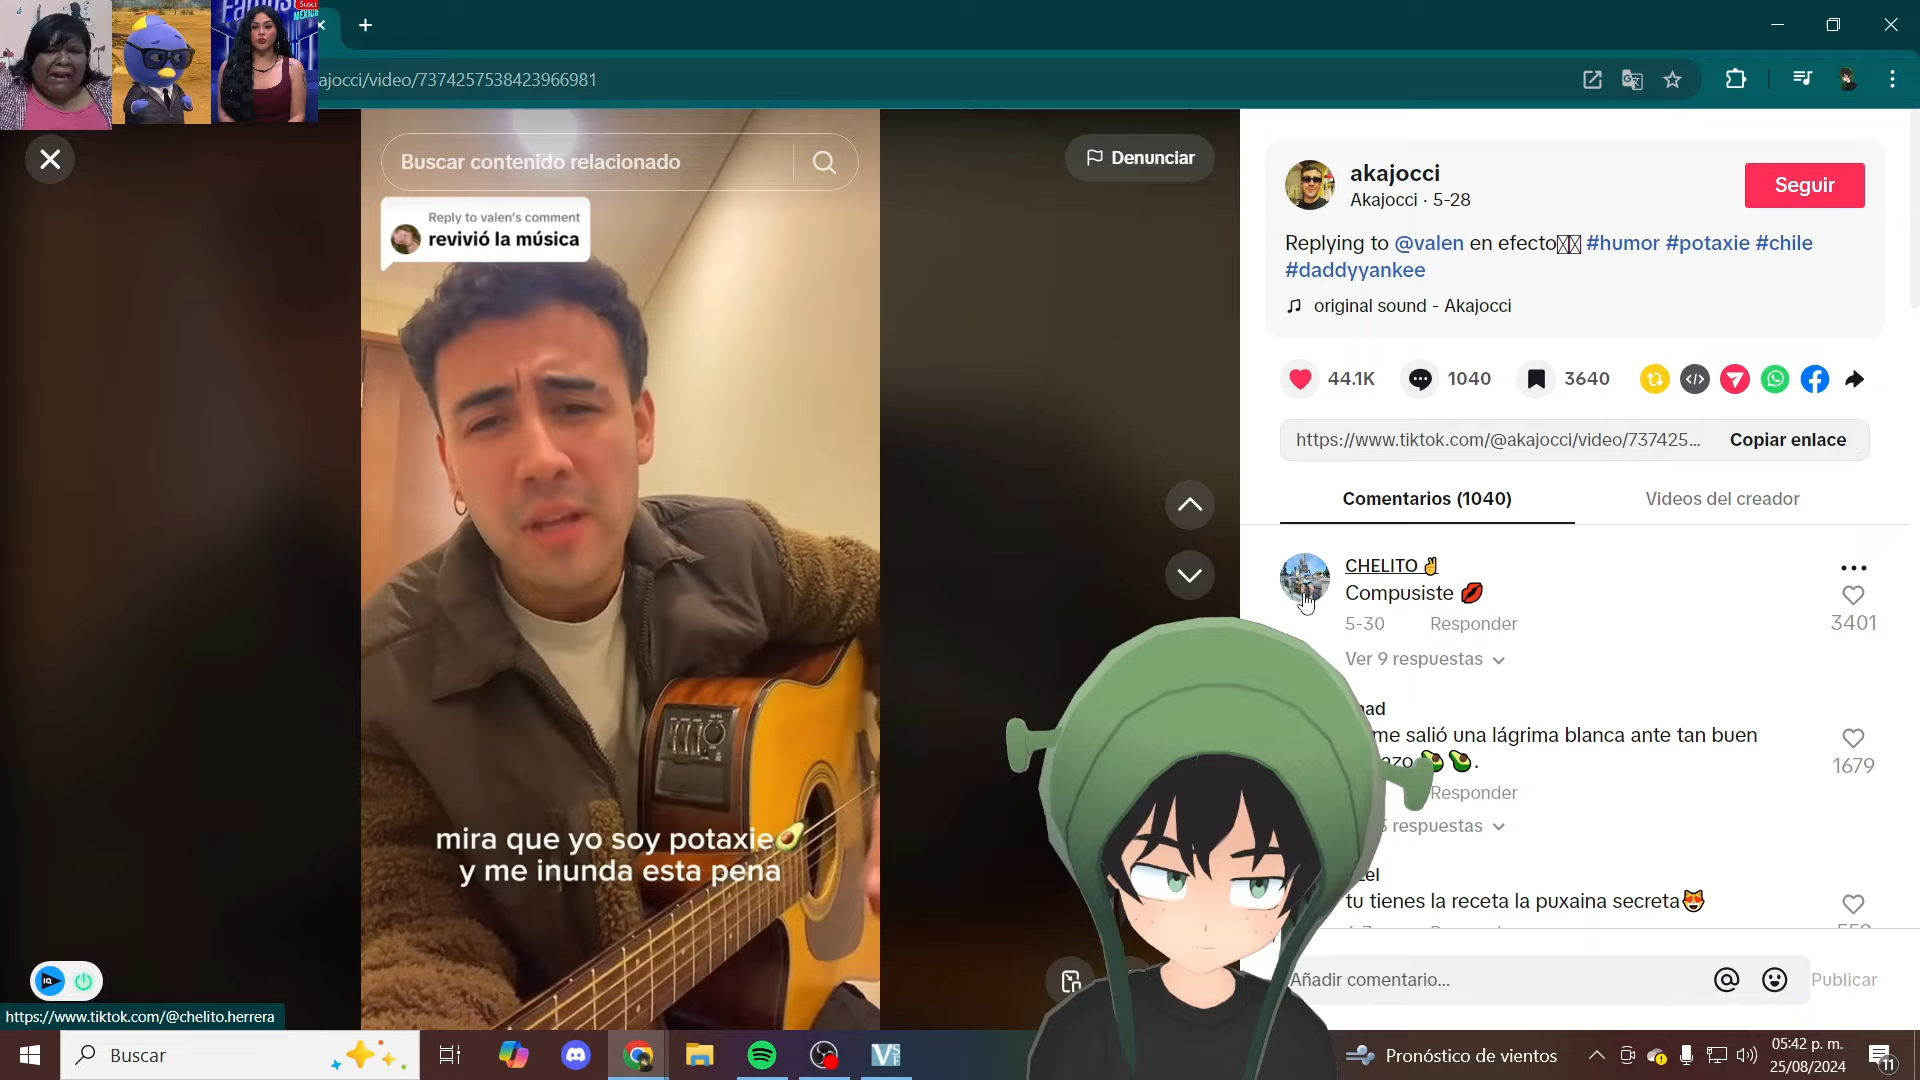 Susci
MÉXICO
ajocci/video/7374257538423966981
Buscar contenido relacionado
Denunciar
Reply to valen's comment
revivió la música
akajocci
Akajocci · 5-28
Seguir
Replying to @valen en efecto #humor #potaxie #chile
#daddyyankee
original sound - Akajocci
44.1K
1040
3640
https://www.tiktok.com/@akajocci/video/737425...
Copiar enlace
Comentarios (1040)
Videos del creador
CHELITO ✌
Compusiste 💋
5-30
Responder
3401
Ver 9 respuestas
me salió una lágrima blanca ante tan buen
🥑🥑.
1679
Responder
respuestas
tu tienes la receta la puxaina secreta😻
mira que yo soy potaxie🥑
y me inunda esta pena
Añadir comentario...
Publicar
IQ
https://www.tiktok.com/@chelito.herrera
Buscar
Pronóstico de vientos
05:42 p. m.
25/08/2024
11